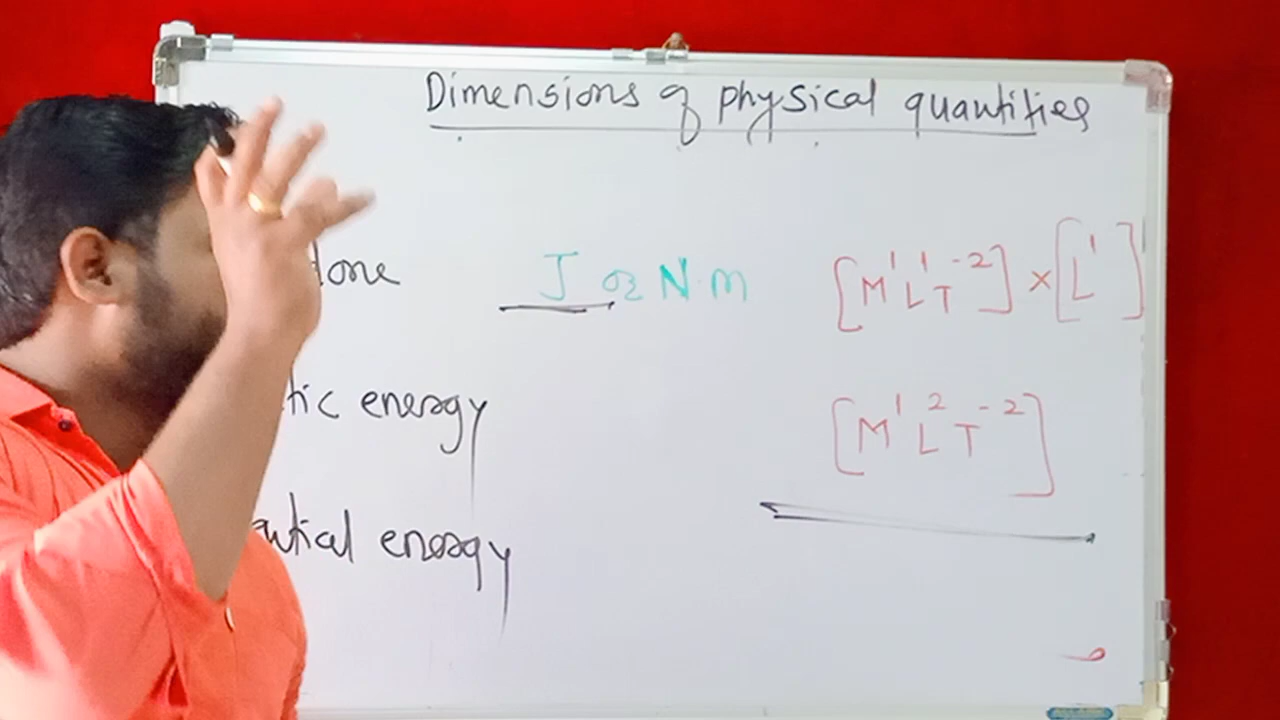 Dimensions of physical quantities
done J or N.m [M¹L¹T⁻²] × [L¹]
tic energy [M¹L²T⁻²]
ential energy